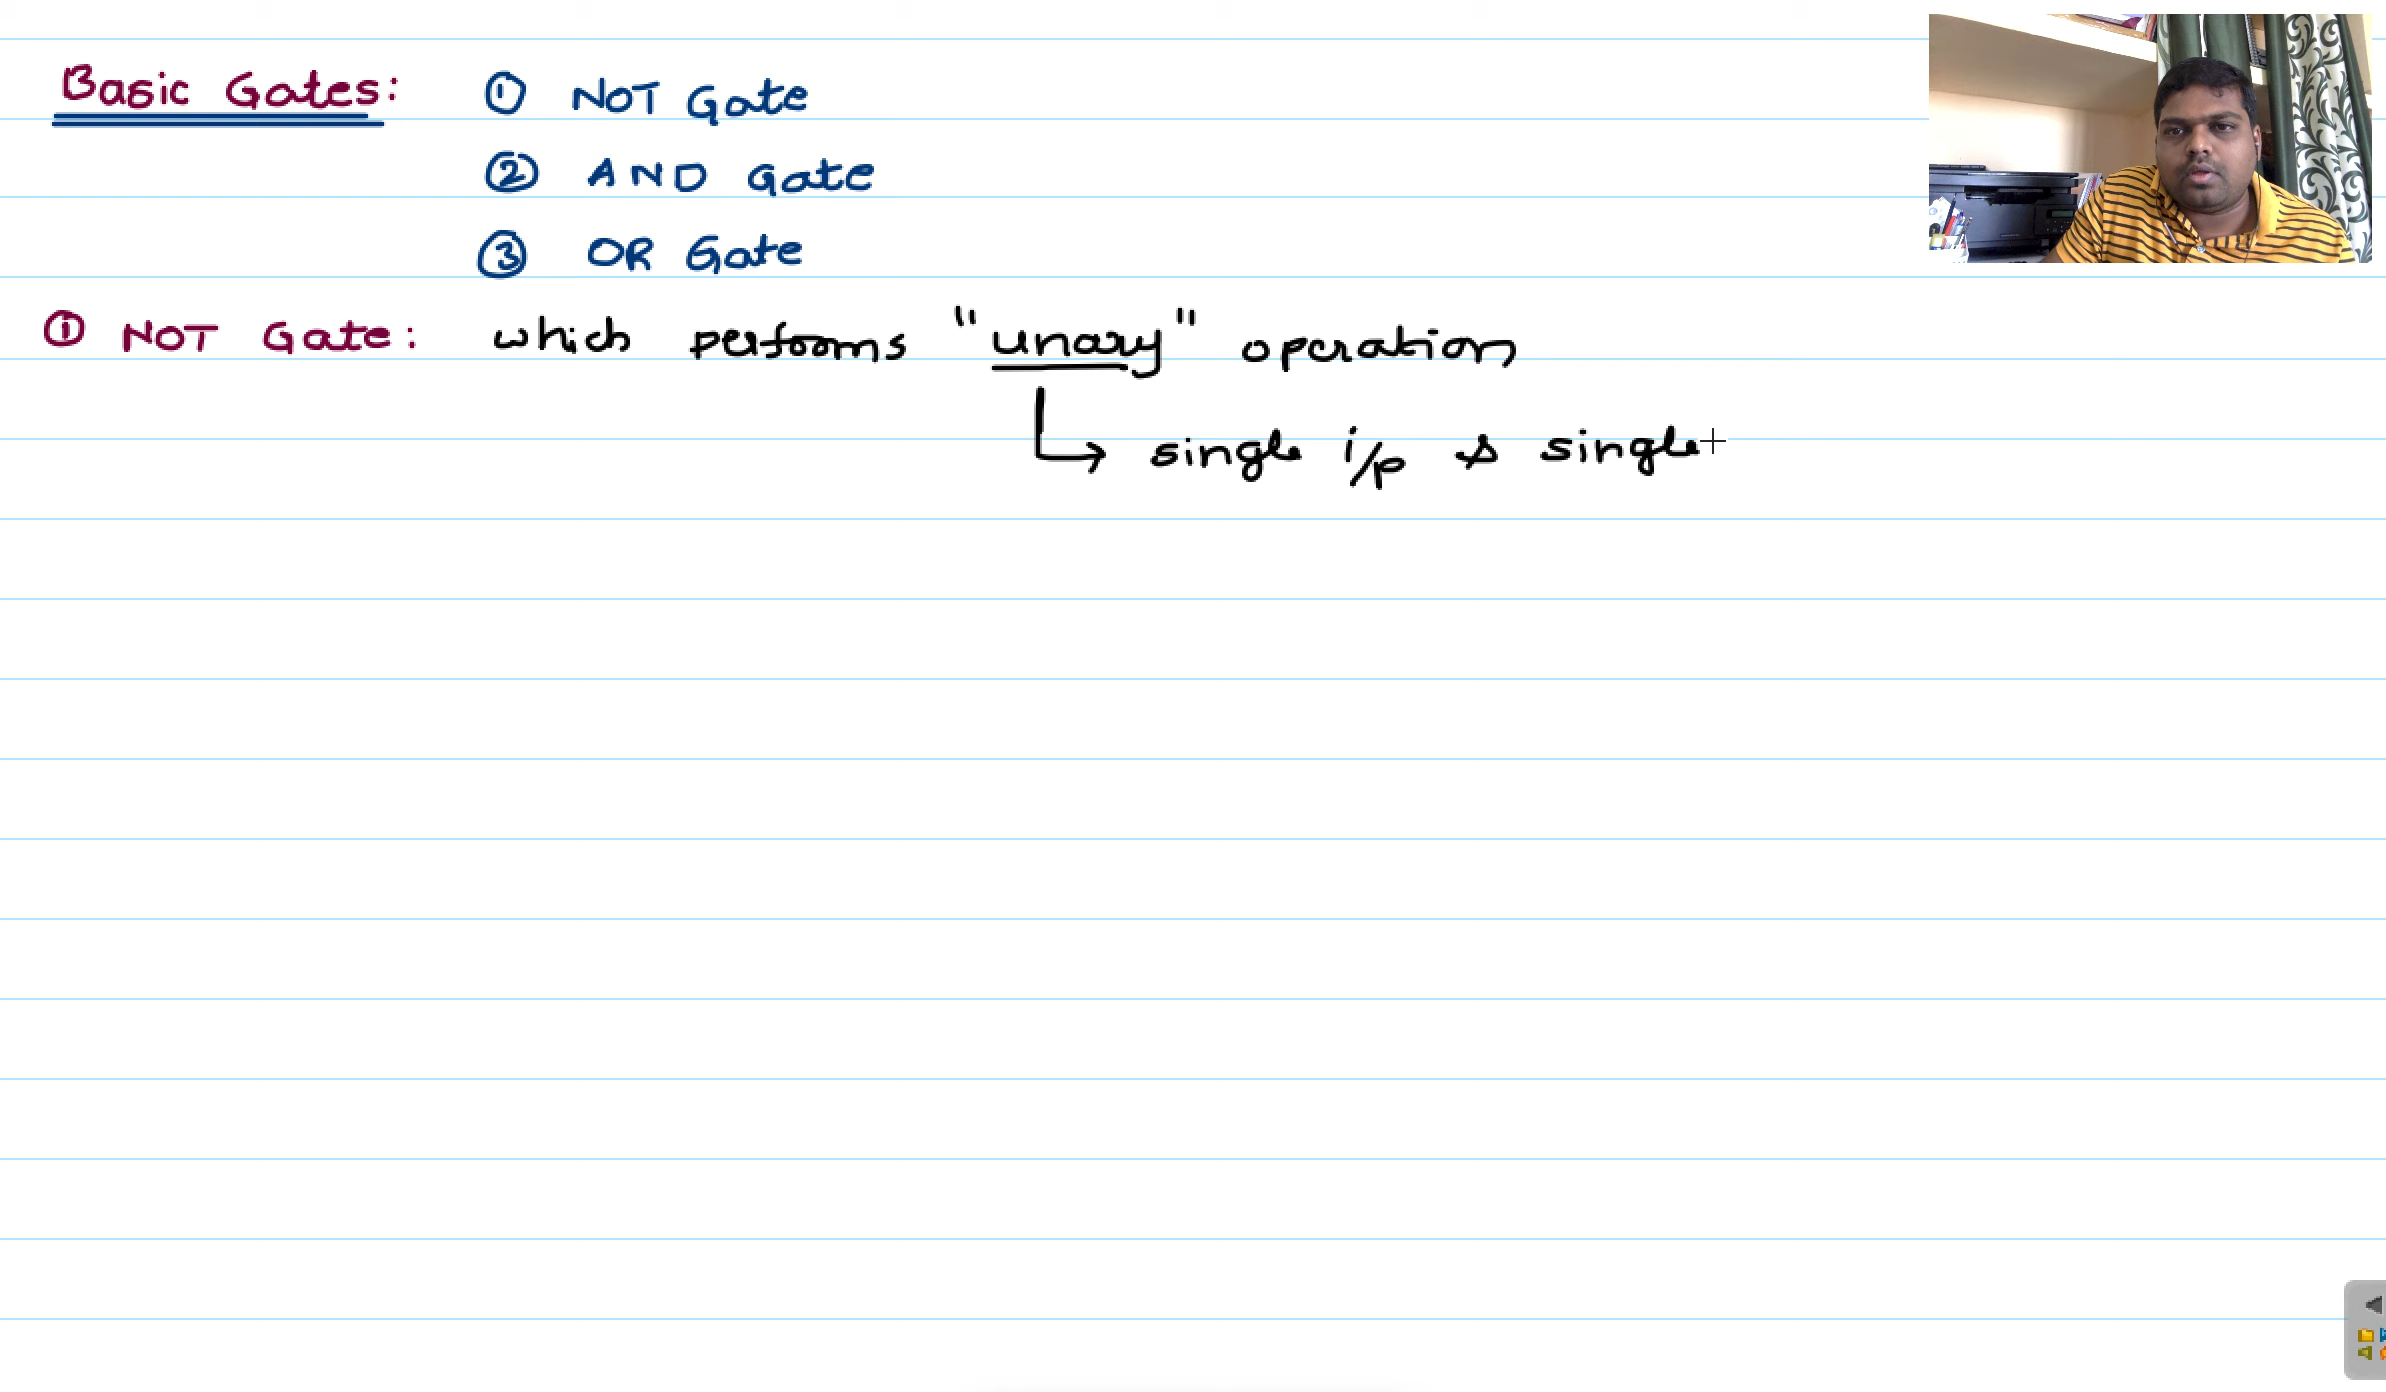 Basic Gates: ① NOT Gate
② AND Gate
③ OR Gate
① NOT Gate: which performs "unary" operation
↳ single i/p & single